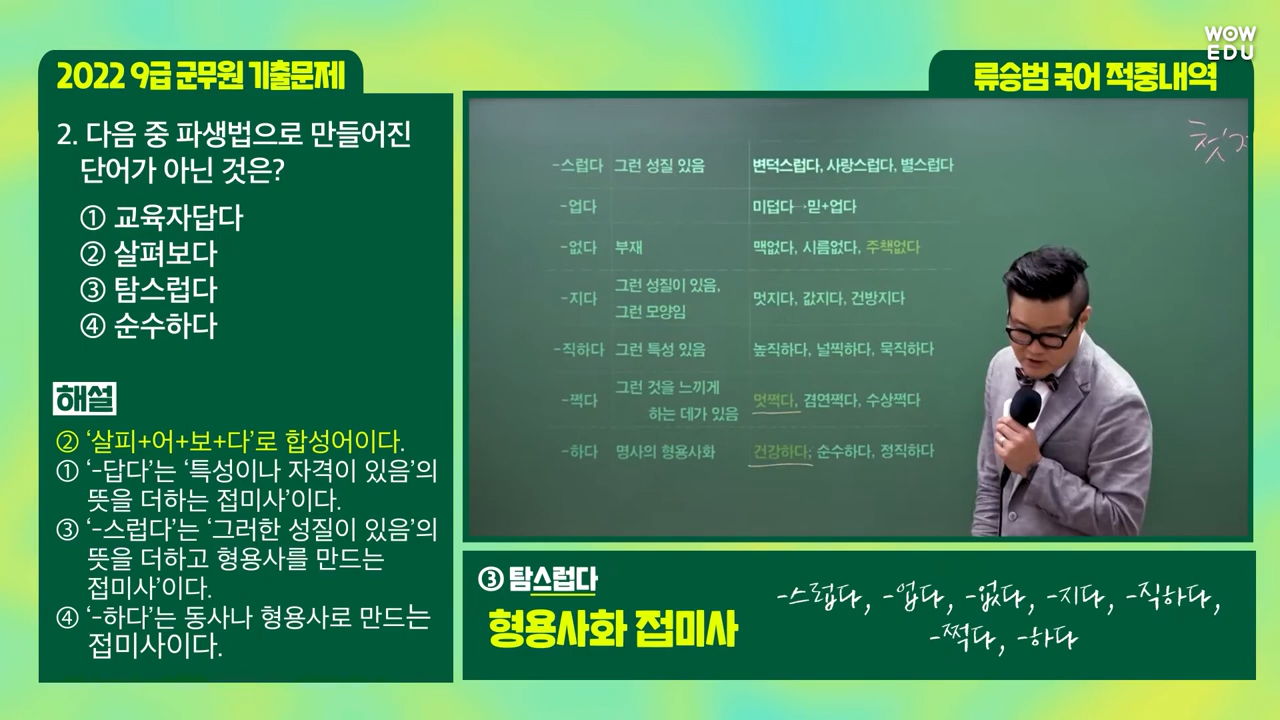 WOW
EDU
2022 9급 군무원 기출문제
류승범 국어 적중내역
2. 다음 중 파생법으로 만들어진
단어가 아닌 것은?
① 교육자답다
② 살펴보다
③ 탐스럽다
④ 순수하다
해설
② ‘살피+어+보+다’로 합성어이다.
① ‘-답다’는 ‘특성이나 자격이 있음’의
뜻을 더하는 접미사’이다.
③ ‘-스럽다’는 ‘그러한 성질이 있음’의
뜻을 더하고 형용사를 만드는
접미사’이다.
④ ‘-하다’는 동사나 형용사로 만드는
접미사이다.
-스럽다 그런 성질 있음 변덕스럽다, 사랑스럽다, 별스럽다
-업다 미덥다→믿+업다
-없다 부재 맥없다, 시름없다, 주책없다
-지다 그런 성질이 있음, 그런 모양임 멋지다, 값지다, 건방지다
-직하다 그런 특성 있음 높직하다, 널찍하다, 묵직하다
-쩍다 그런 것을 느끼게 하는 데가 있음 멋쩍다, 겸연쩍다, 수상쩍다
-하다 명사의 형용사화 건강하다, 순수하다, 정직하다
③ 탐스럽다
형용사화 접미사
-스럽다, -업다, -없다, -지다, -직하다,
-쩍다, -하다